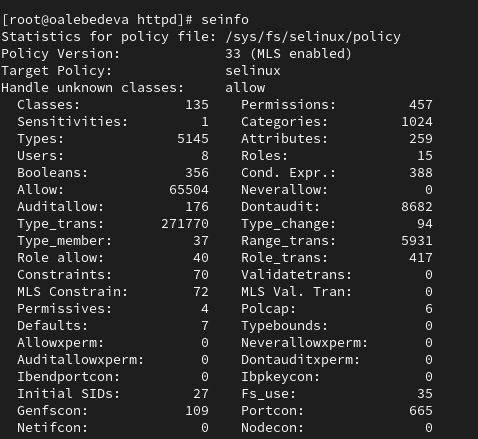 [root@oalebedeva httpd]# seinfo
Statistics for policy file: /sys/fs/selinux/policy
Policy Version:             33 (MLS enabled)
Target Policy:              selinux
Handle unknown classes:     allow
  Classes:             135    Permissions:         457
  Sensitivities:         1    Categories:         1024
  Types:              5145    Attributes:          259
  Users:                 8    Roles:                15
  Booleans:            356    Cond. Expr.:         388
  Allow:             65504    Neverallow:            0
  Auditallow:          176    Dontaudit:          8682
  Type_trans:       271770    Type_change:          94
  Type_member:          37    Range_trans:        5931
  Role allow:           40    Role_trans:          417
  Constraints:          70    Validatetrans:         0
  MLS Constrain:        72    MLS Val. Tran:         0
  Permissives:           4    Polcap:                6
  Defaults:              7    Typebounds:            0
  Allowxperm:            0    Neverallowxperm:       0
  Auditallowxperm:       0    Dontauditxperm:        0
  Ibendportcon:          0    Ibpkeycon:             0
  Initial SIDs:         27    Fs_use:               35
  Genfscon:            109    Portcon:             665
  Netifcon:              0    Nodecon:               0